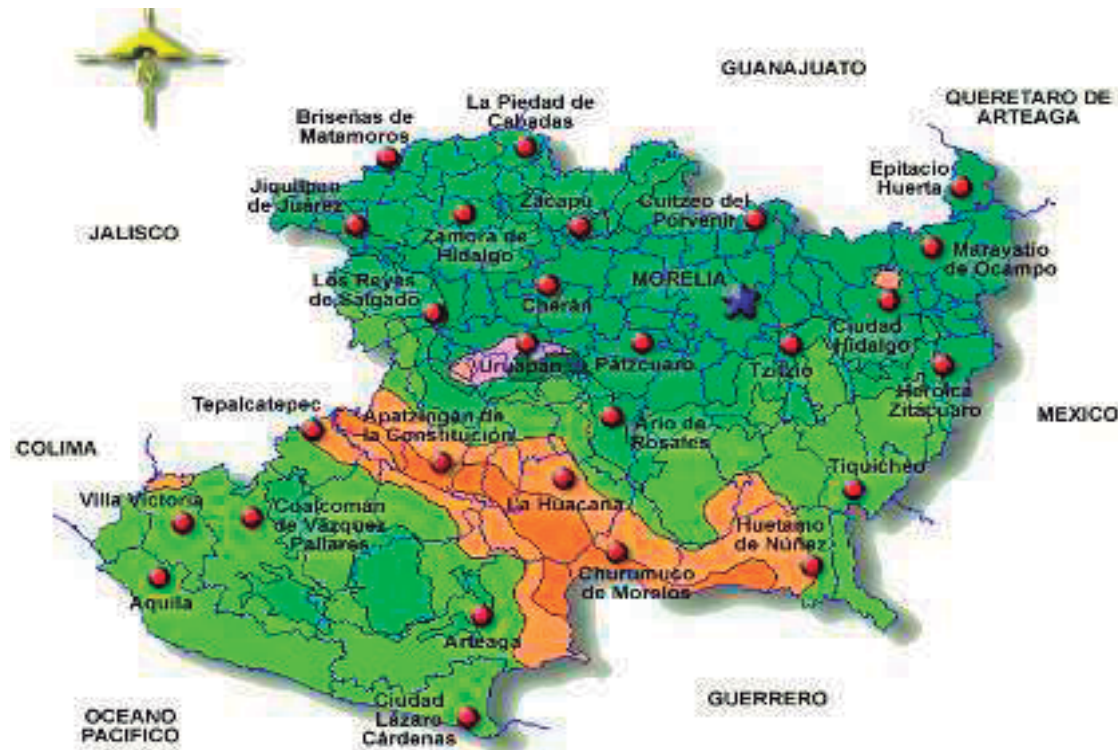 GUANAJUATO
QUERETARO DE
ARTEAGA
La Piedad de
Cabadas
Briseñas de
Matamoros
Epitacio
Huerta
Jiquilpan
de Juárez
Zacapu
Cuitzeo del
Porvenir
JALISCO
Zamora de
Hidalgo
Maravatio
de Ocampo
Los Reyes
de Salgado
Cherán
MORELIA
Ciudad
Hidalgo
Uruapan
Pátzcuaro
Tzitzio
Heroica
Zitacuaro
Tepalcatepec
Apatzingán de
la Constitución
Ario de
Rosales
MEXICO
COLIMA
Tiquicheo
Villa Victoria
Coalcomán
de Vázquez
Pallares
La Huacana
Huetamo
de Núñez
Aquila
Churumuco
de Morelos
Arteaga
Ciudad
Lázaro
Cárdenas
GUERRERO
OCEANO
PACIFICO